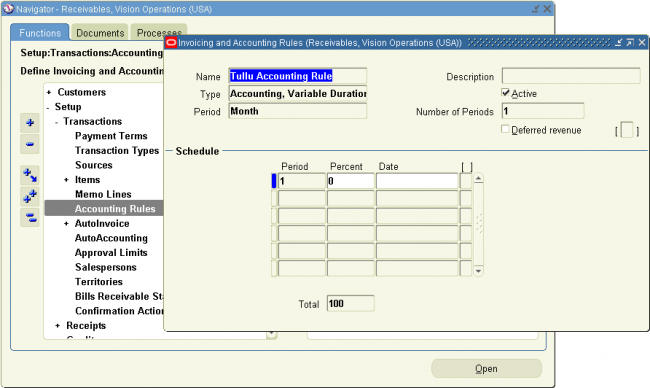 Navigator - Receivables, Vision Operations (USA)
Functions Documents Processes
Setup:Transactions:Accounting
Define Invoicing and Accountin
+ Customers
- Setup
- Transactions
Payment Terms
Transaction Types
Sources
+ Items
Memo Lines
Accounting Rules
+ AutoInvoice
AutoAccounting
Approval Limits
Salespersons
Territories
Bills Receivable Sta
Confirmation Action
+ Receipts
Open
Invoicing and Accounting Rules (Receivables, Vision Operations (USA))
Name Tullu Accounting Rule Description
Type Accounting, Variable Duration Active
Period Month Number of Periods 1
Deferred revenue [ ]
Schedule
Period Percent Date [ ]
1 0
Total 100